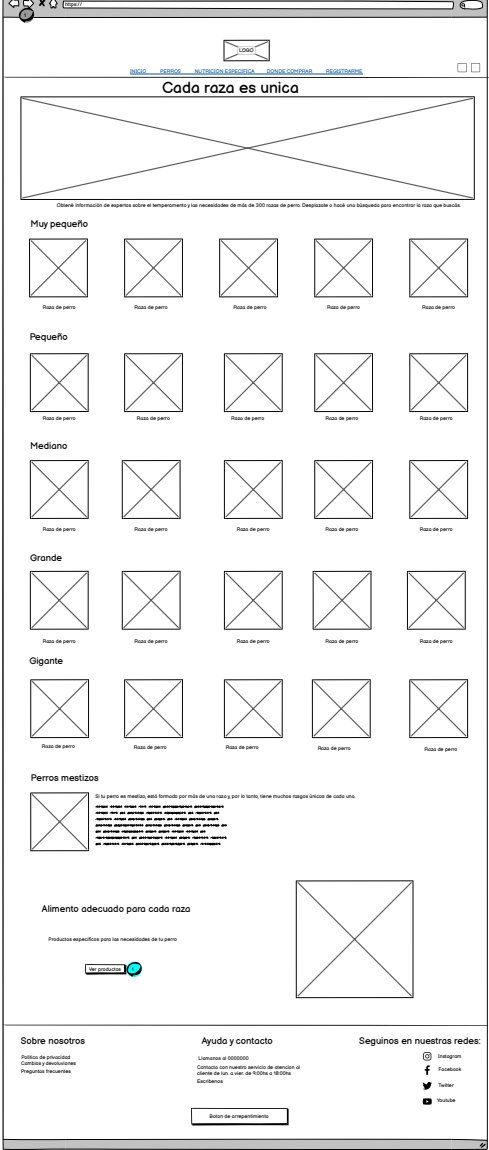 https://
1
LOGO
INICIO PERROS NUTRICION ESPECIFICA DONDE COMPRAR REGISTRARME
Cada raza es unica
Obtené información de expertos sobre el temperamento y las necesidades de más de 300 razas de perro. Desplazate o hacé una búsqueda para encontrar la raza que buscás.
Muy pequeño
Raza de perro Raza de perro Raza de perro Raza de perro Raza de perro
Pequeño
Raza de perro Raza de perro Raza de perro Raza de perro Raza de perro
Mediano
Raza de perro Raza de perro Raza de perro Raza de perro Raza de perro
Grande
Raza de perro Raza de perro Raza de perro Raza de perro Raza de perro
Gigante
Raza de perro Raza de perro Raza de perro Raza de perro Raza de perro
Perros mestizos
Si tu perro es mestizo, está formado por más de una raza y, por lo tanto, tiene muchos rasgos únicos de cada una.
Alimento adecuado para cada raza
Productos especificos para las necesidades de tu perro
Ver productos 1
Sobre nosotros
Politica de privacidad
Cambios y devoluciones
Preguntas frecuentes
Ayuda y contacto
Llamanos al 0000000
Contacta con nuestro servicio de atencion al
cliente de lun. a vier. de 9:00hs a 18:00hs
Escribenos
Seguinos en nuestras redes:
Instagram
Facebook
Twitter
Youtube
Boton de arrepentimiento